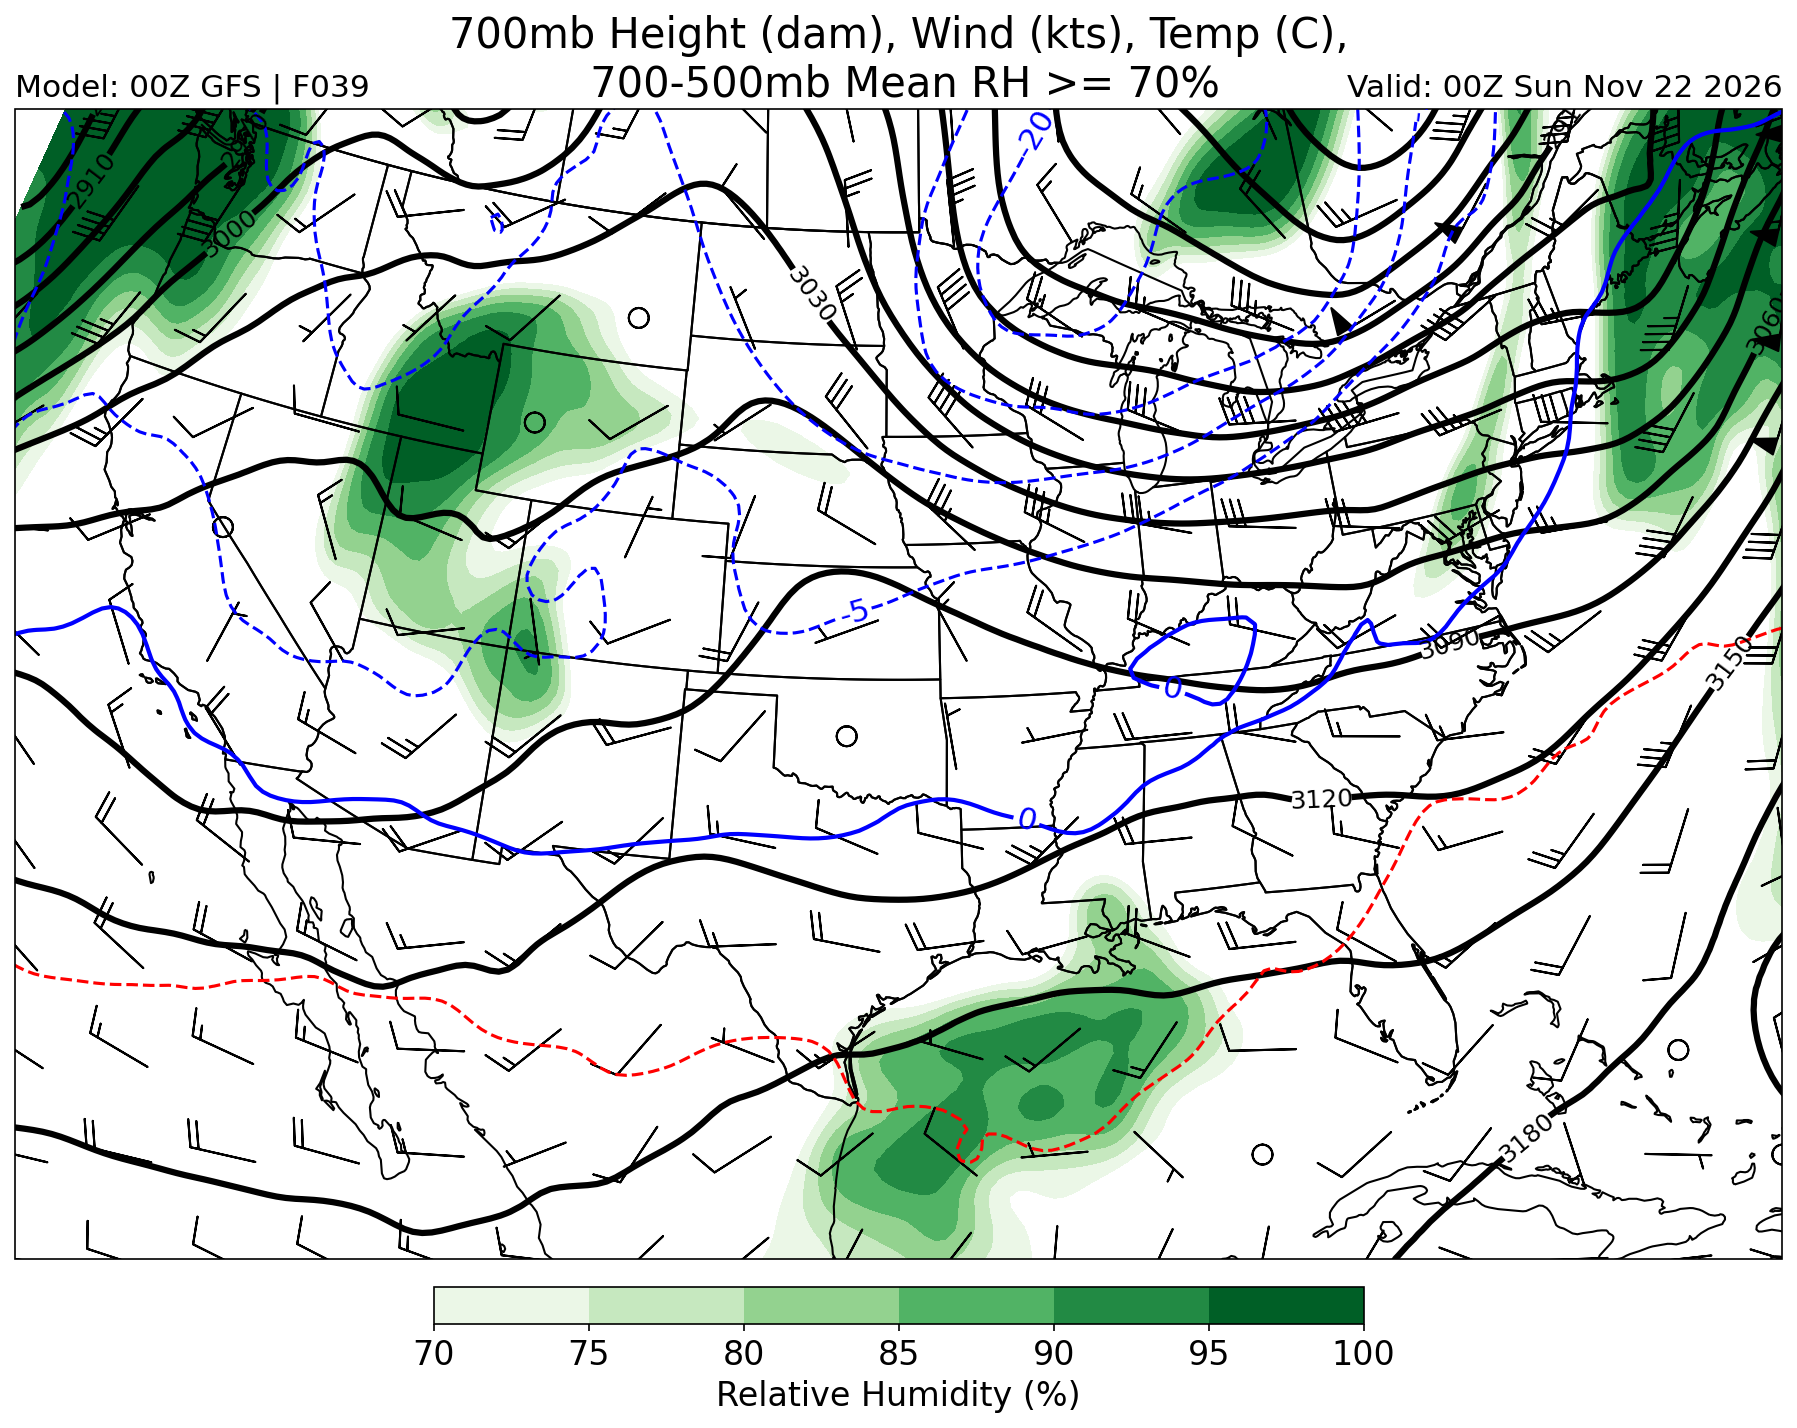 700mb Height (dam), Wind (kts), Temp (C),
Model: 00Z GFS | F039
700-500mb Mean RH >= 70%
Valid: 00Z Sun Nov 22 2026
2910
3000
-20
3030
3060
-5
3090
3150
0
3120
0
3180
70 75 80 85 90 95 100
Relative Humidity (%)